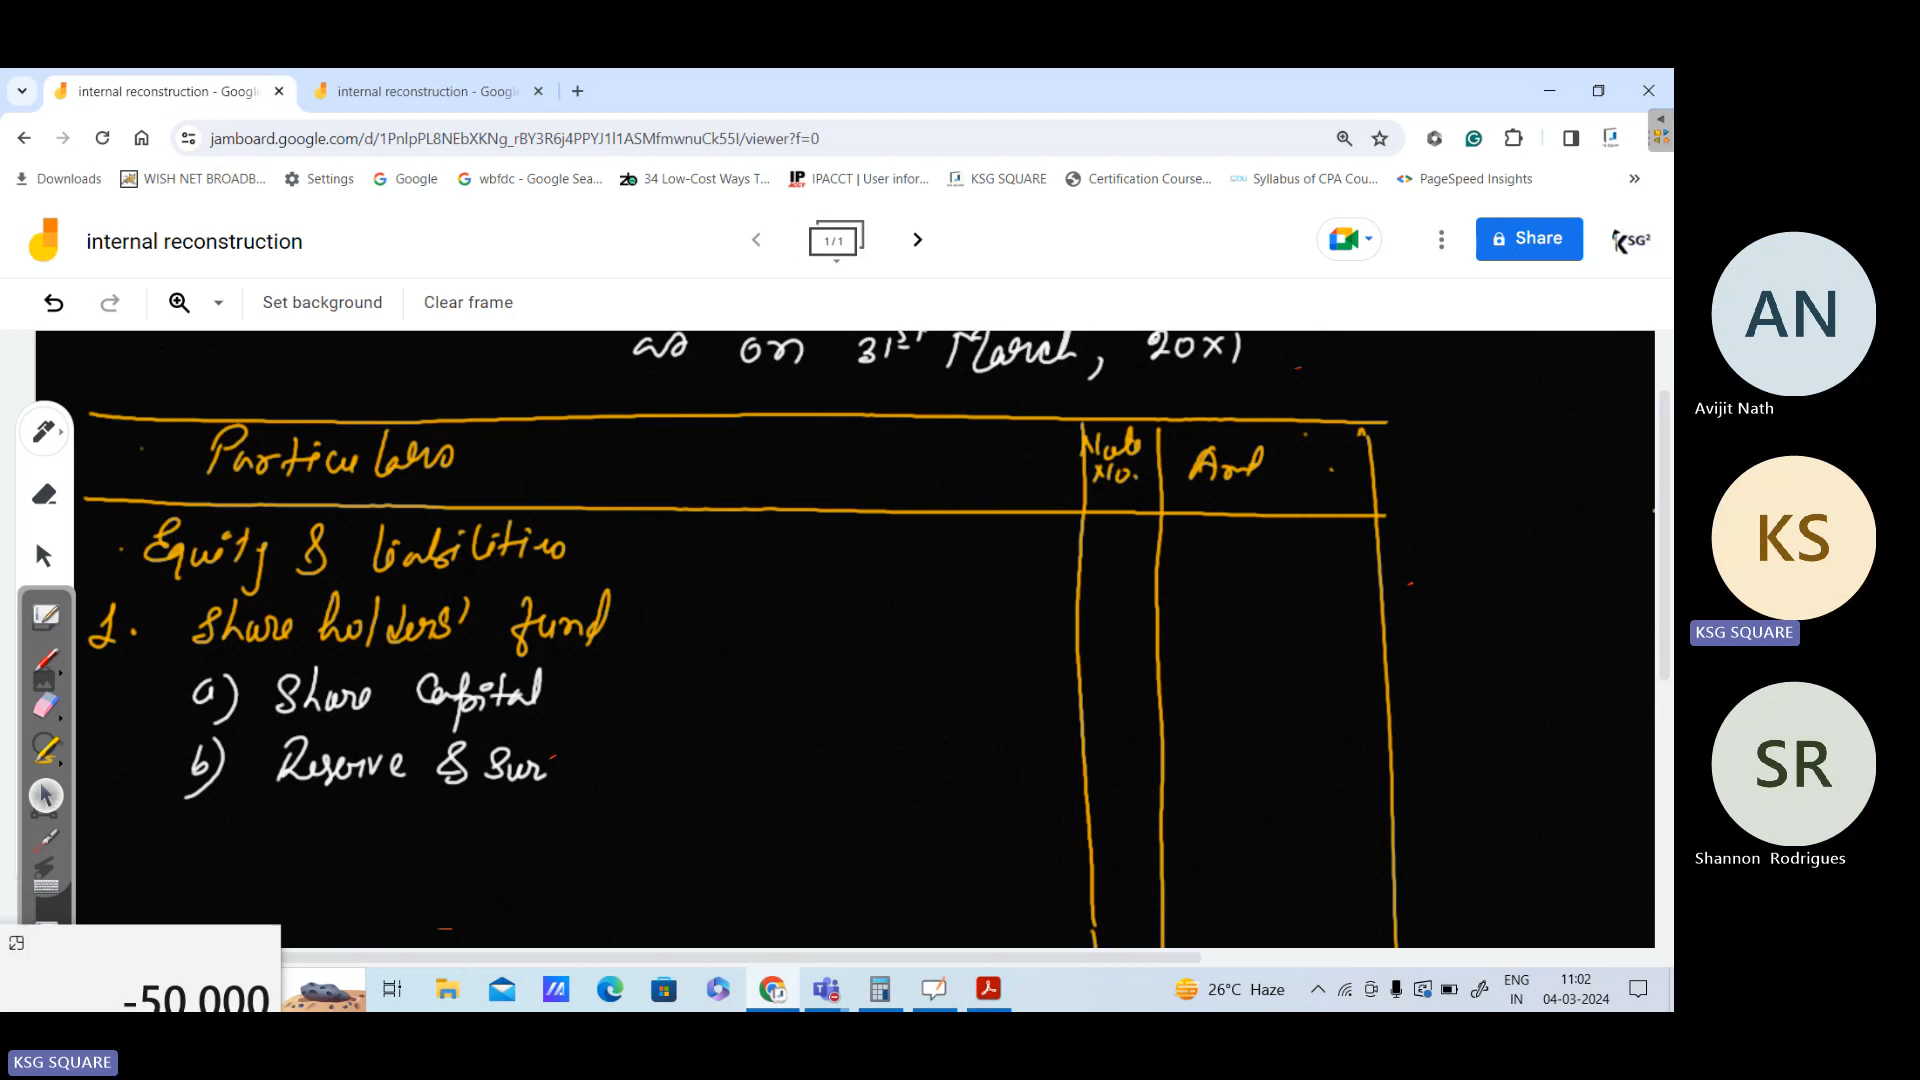 internal reconstruction - Googl
internal reconstruction - Goog
jamboard.google.com/d/1PnlpPL8NEbXKNg_rBY3R6j4PPYJ1l1ASMfmwnuCk55I/viewer?f=0
Downloads
WISH NET BROADB...
Settings
Google
wbfdc - Google Sea...
34 Low-Cost Ways T...
IPACCT | User infor...
KSG SQUARE
Certification Course...
Syllabus of CPA Cou...
PageSpeed Insights
internal reconstruction
1 / 1
Share
KSG²
Set background
Clear frame
as on 31st March, 20x1
Particulars
Note No.
Amt
Equity & Liabilities
1. Share holders' fund
a) Share Capital
b) Reserve & Sur
-50,000
26°C Haze
ENG
IN
11:02
04-03-2024
AN
Avijit Nath
KS
KSG SQUARE
SR
Shannon Rodrigues
KSG SQUARE